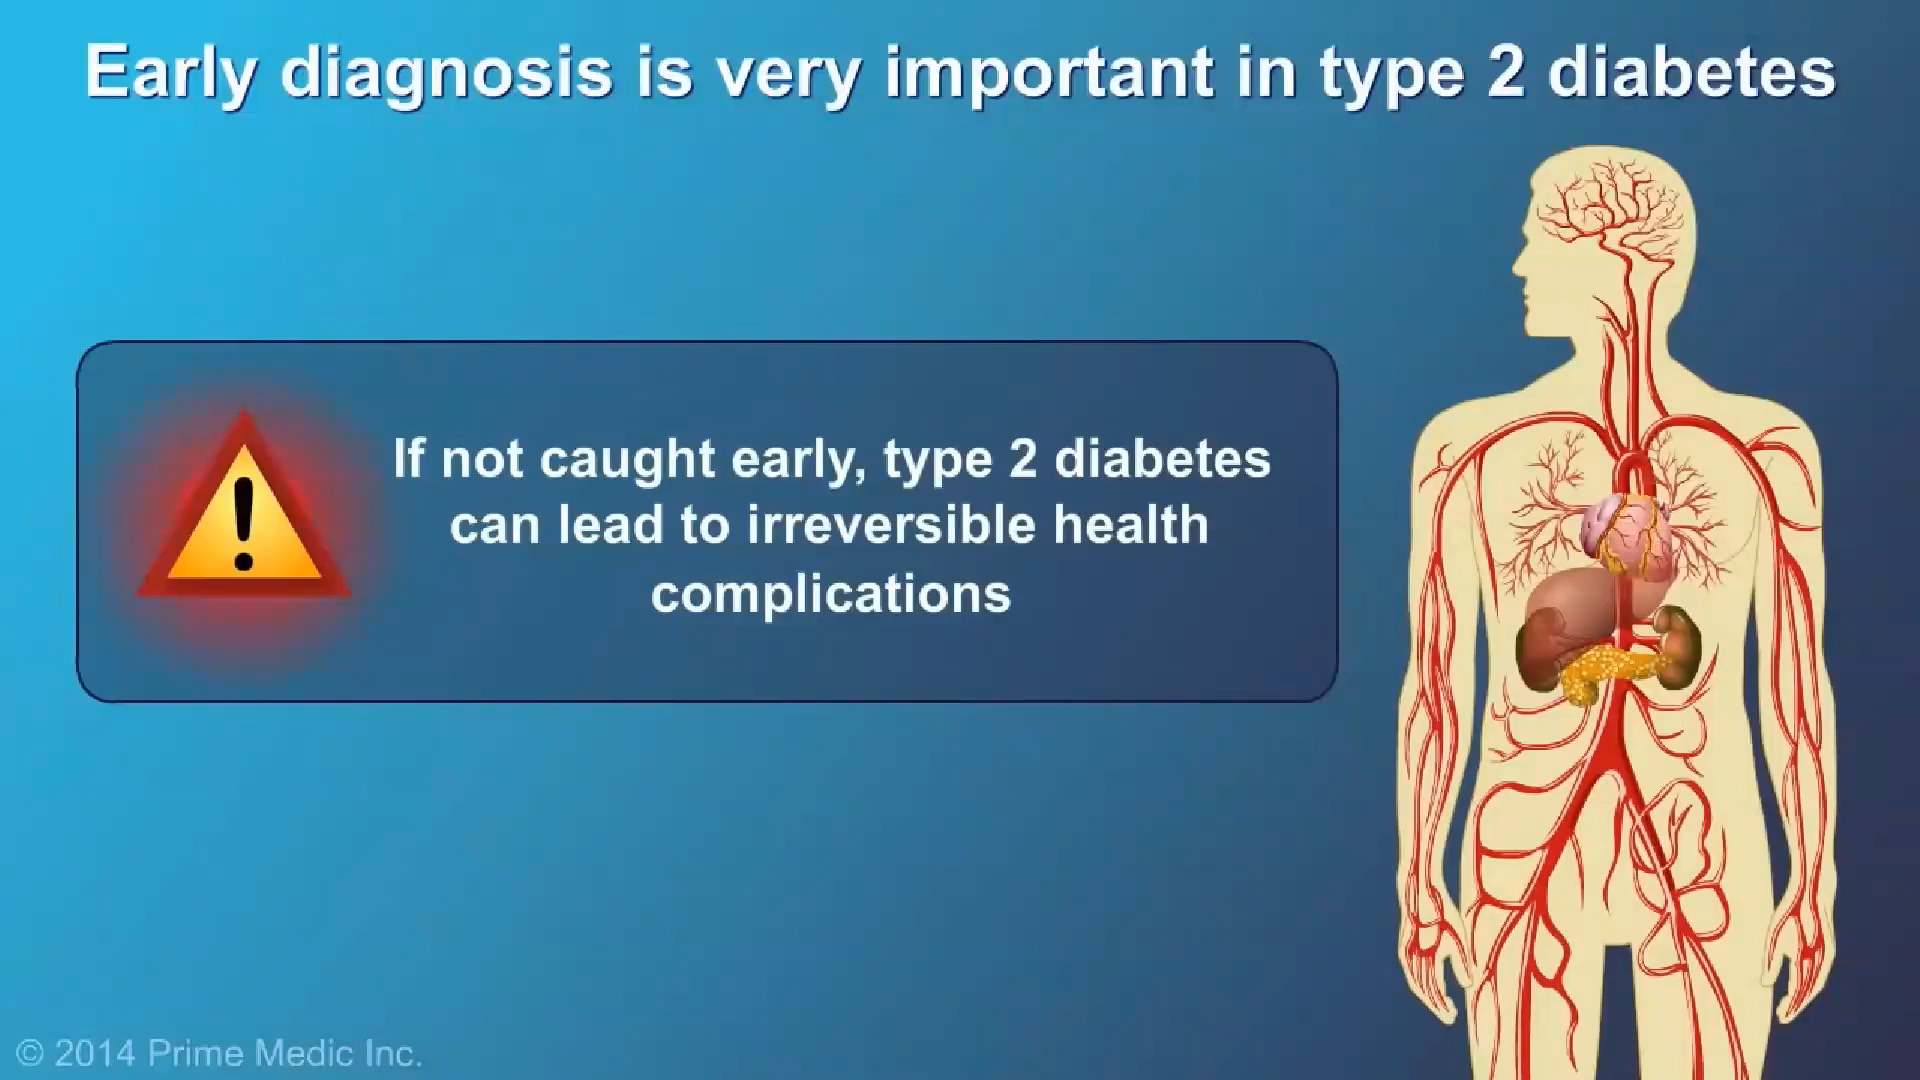 Early diagnosis is very important in type 2 diabetes
If not caught early, type 2 diabetes
can lead to irreversible health
complications
© 2014 Prime Medic Inc.